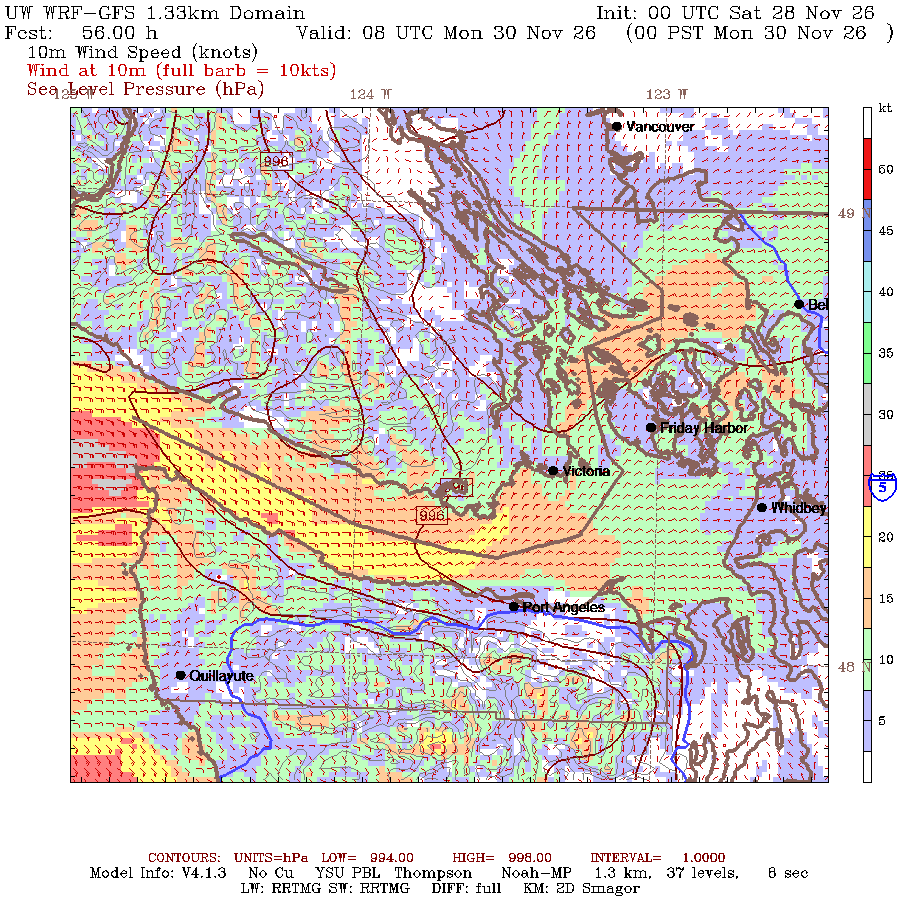 UW WRF-GFS 1.33km Domain Init: 00 UTC Sat 28 Nov 26
Fcst: 56.00 h Valid: 08 UTC Mon 30 Nov 26 (00 PST Mon 30 Nov 26 )
10m Wind Speed (knots)
Wind at 10m (full barb = 10kts)
Sea Level Pressure (hPa)
125 W 124 W 123 W
kt
Vancouver
996
60
49 N
45
40
Bel
35
30
Friday Harbor
Victoria
25
5
996
Whidbey
996
20
15
Port Angeles
10
48 N
Quillayute
5
CONTOURS: UNITS=hPa LOW= 994.00 HIGH= 998.00 INTERVAL= 1.0000
Model Info: V4.1.3 No Cu YSU PBL Thompson Noah-MP 1.3 km, 37 levels, 8 sec
LW: RRTMG SW: RRTMG DIFF: full KM: 2D Smagor